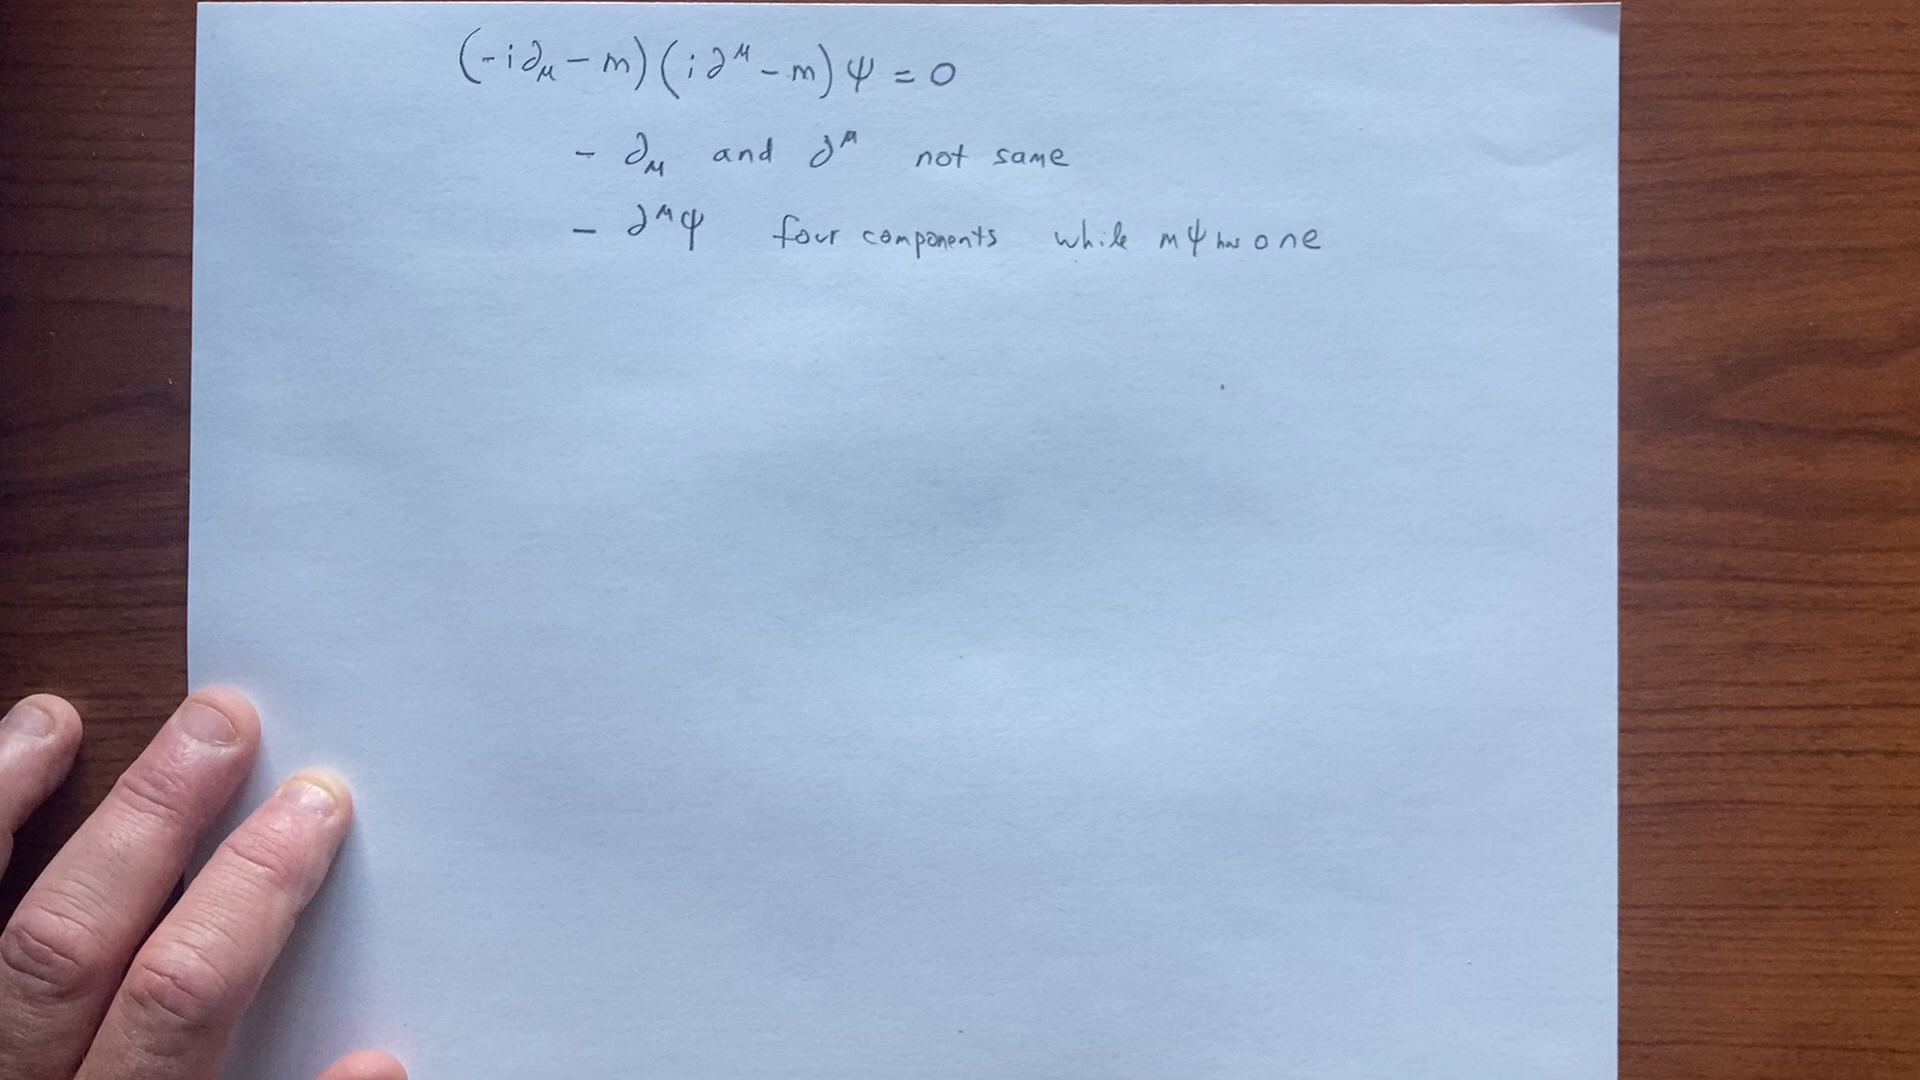 (-i∂_μ - m)(i∂^μ - m)ψ = 0
- ∂_μ and ∂^μ not same
- ∂^μψ four components while mψ has one